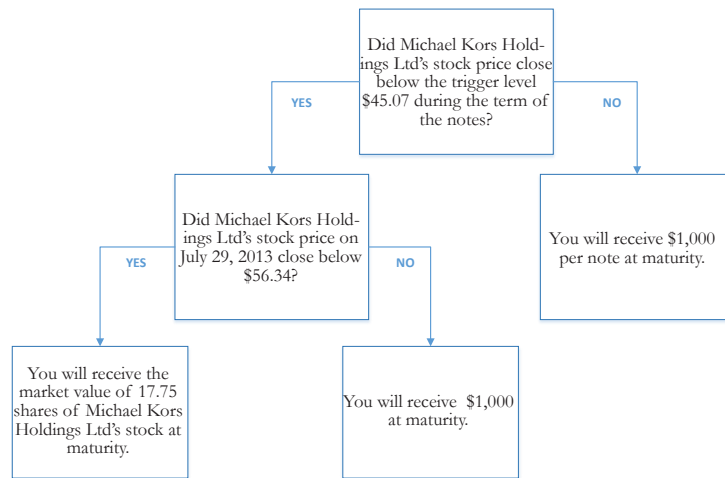 Did Michael Kors Hold-
ings Ltd’s stock price close
below the trigger level
$45.07 during the term of
the notes?
YES
NO
Did Michael Kors Hold-
ings Ltd’s stock price on
July 29, 2013 close below
$56.34?
You will receive $1,000
per note at maturity.
YES
NO
You will receive the
market value of 17.75
shares of Michael Kors
Holdings Ltd’s stock at
maturity.
You will receive $1,000
at maturity.